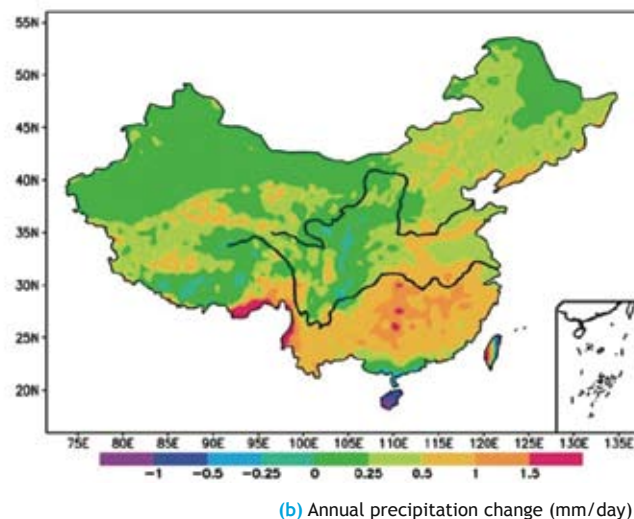 55N
50N
45N
40N
35N
30N
25N
20N
75E 80E 85E 90E 95E 100E 105E 110E 115E 120E 125E 130E 135E
−1 −0.5 −0.25 0 0.25 0.5 1 1.5
(b) Annual precipitation change (mm/day)